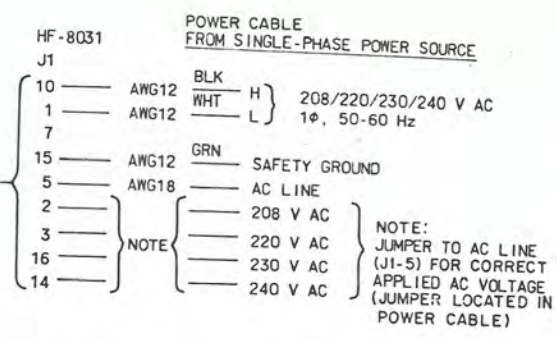 POWER CABLE
FROM SINGLE-PHASE POWER SOURCE
HF-8031
J1
10 AWG12 BLK H
1 AWG12 WHT L
208/220/230/240 V AC
1ϕ, 50-60 Hz
7
15 AWG12 GRN SAFETY GROUND
5 AWG18 AC LINE
2 208 V AC
3 220 V AC
16 230 V AC
14 240 V AC
NOTE
NOTE:
JUMPER TO AC LINE
(J1-5) FOR CORRECT
APPLIED AC VOLTAGE
(JUMPER LOCATED IN
POWER CABLE)